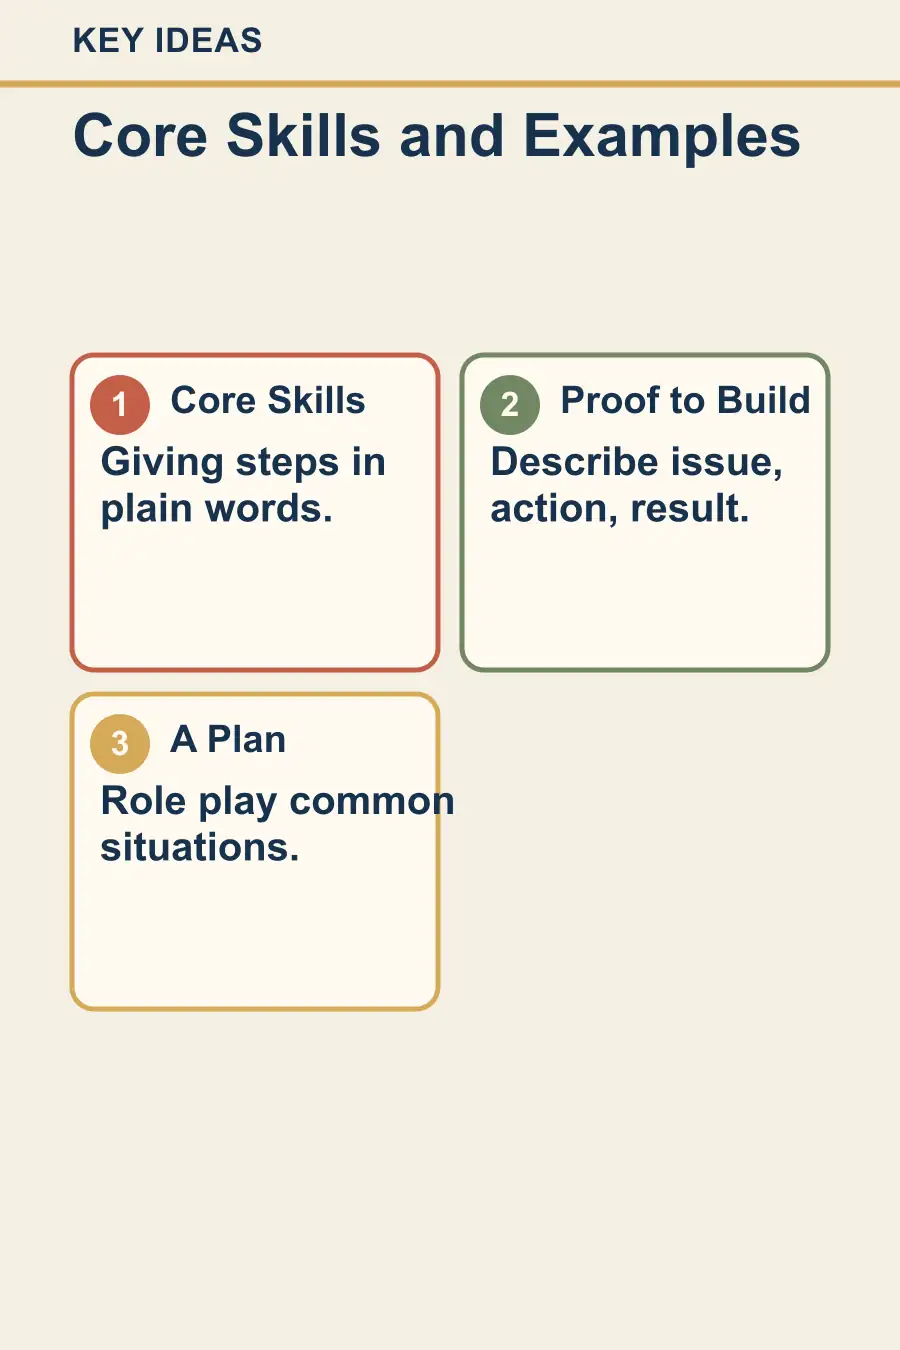 KEY IDEAS
Core Skills and Examples
1
Core Skills
Giving steps in
plain words.
2
Proof to Build
Describe issue,
action, result.
3
A Plan
Role play common
situations.